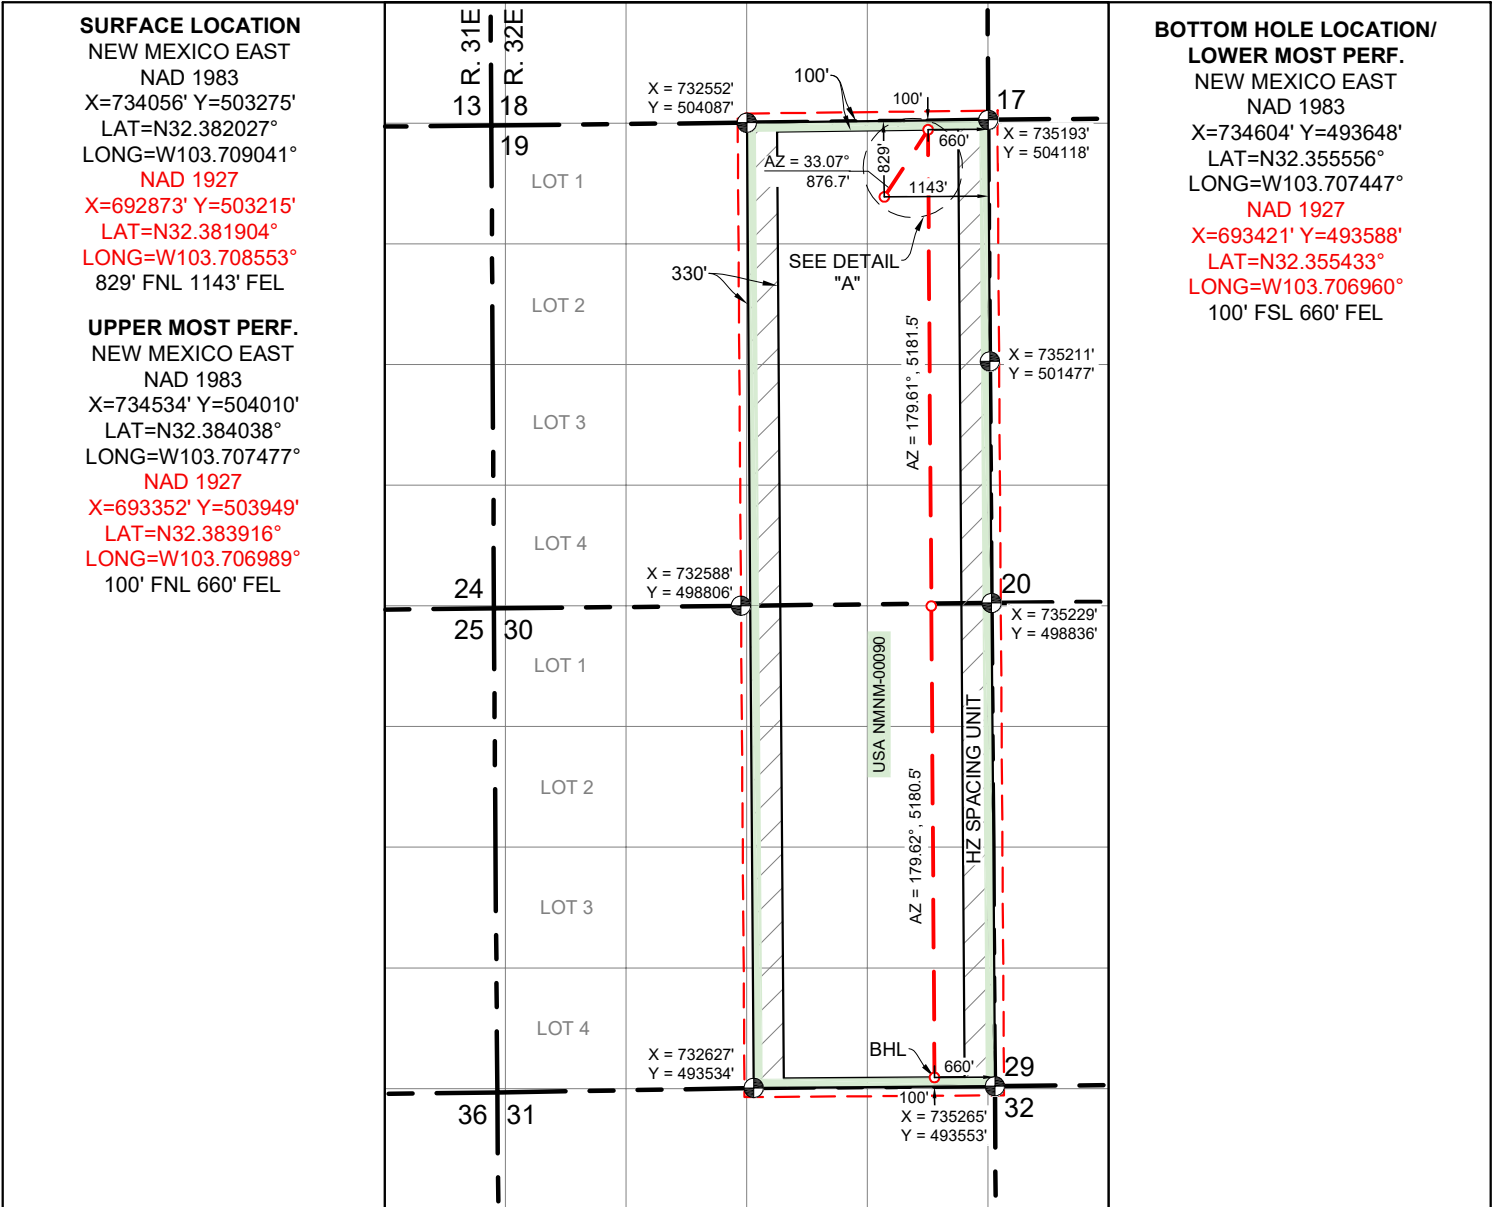 SURFACE LOCATION
NEW MEXICO EAST
NAD 1983
X=734056' Y=503275'
LAT=N32.382027°
LONG=W103.709041°
NAD 1927
X=692873' Y=503215'
LAT=N32.381904°
LONG=W103.708553°
829' FNL 1143' FEL
UPPER MOST PERF.
NEW MEXICO EAST
NAD 1983
X=734534' Y=504010'
LAT=N32.384038°
LONG=W103.707477°
NAD 1927
X=693352' Y=503949'
LAT=N32.383916°
LONG=W103.706989°
100' FNL 660' FEL
R. 31E
R. 32E
13
18
19
24
25
30
36
31
LOT 1
LOT 2
LOT 3
LOT 4
LOT 1
LOT 2
LOT 3
LOT 4
X = 732552'
Y = 504087'
100'
100'
17
X = 735193'
Y = 504118'
660'
829'
AZ = 33.07°
876.7'
1143'
SEE DETAIL
"A"
330'
AZ = 179.61°, 5181.5'
X = 735211'
Y = 501477'
X = 732588'
Y = 498806'
20
X = 735229'
Y = 498836'
USA NMNM-00090
HZ SPACING UNIT
AZ = 179.62°, 5180.5'
X = 732627'
Y = 493534'
BHL
660'
29
32
100'
X = 735265'
Y = 493553'
BOTTOM HOLE LOCATION/
LOWER MOST PERF.
NEW MEXICO EAST
NAD 1983
X=734604' Y=493648'
LAT=N32.355556°
LONG=W103.707447°
NAD 1927
X=693421' Y=493588'
LAT=N32.355433°
LONG=W103.706960°
100' FSL 660' FEL